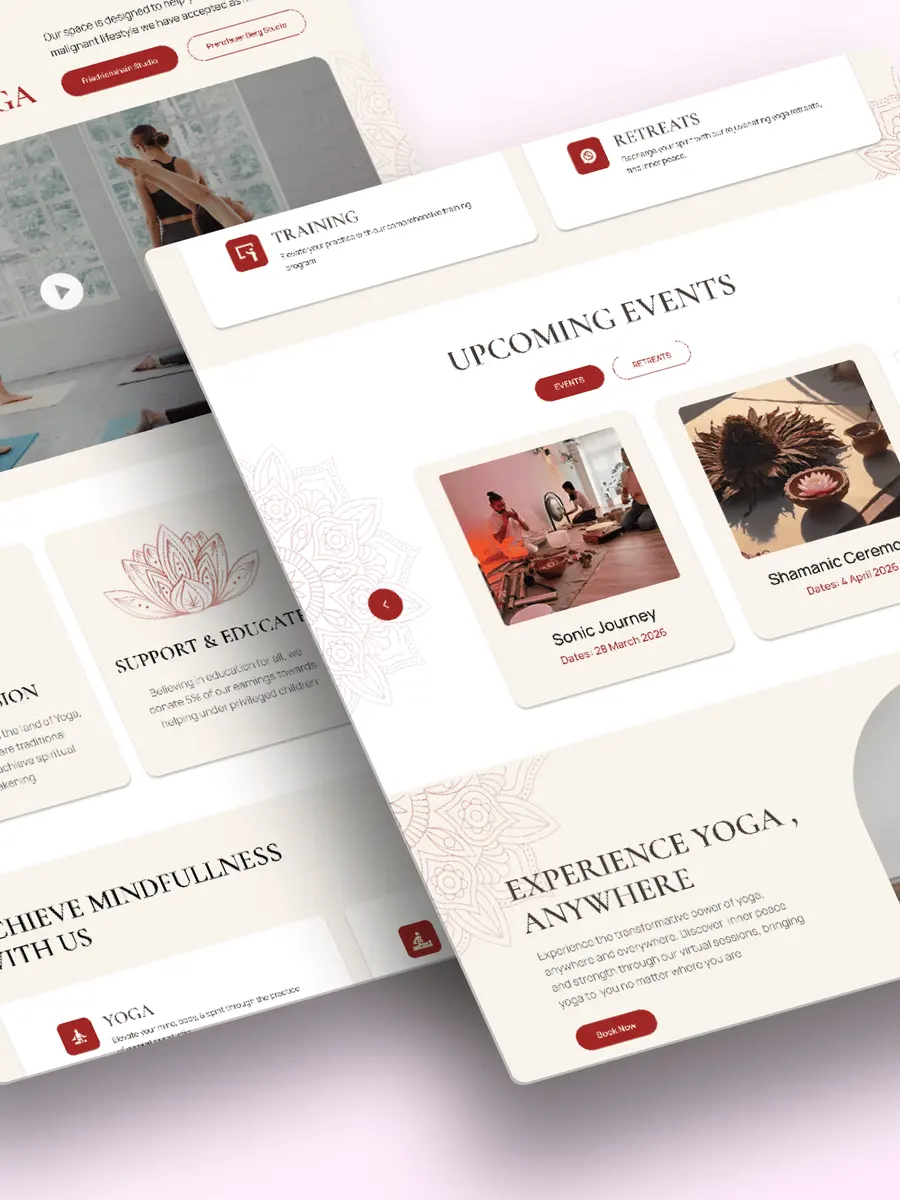 Our space is designed to help
malignant lifestyle we have accepted as
GA
Friedrichshain Studio
Prenzlauer Berg Studio
SUPPORT & EDUCATE
Believing in education for all, we
donate 5% of our earnings towards
helping under privileged children
SION
the land of Yoga,
are traditional
achieve spiritual
akening
CHIEVE MINDFULLNESS
WITH US
YOGA
Elevate your mind, body, & spirit through the practice
RETREATS
Recharge your spirit with our rejuvenating yoga retreats,
find inner peace.
TRAINING
Elevate your practice with our comprehensive training
program
UPCOMING EVENTS
EVENTS
RETREATS
Sonic Journey
Dates: 28 March 2026
Shamanic Ceremo
Dates: 4 April 2026
EXPERIENCE YOGA ,
ANYWHERE
Experience the transformative power of yoga,
anywhere and everywhere. Discover inner peace
and strength through our virtual sessions, bringing
yoga to you no matter where you are
Book Now